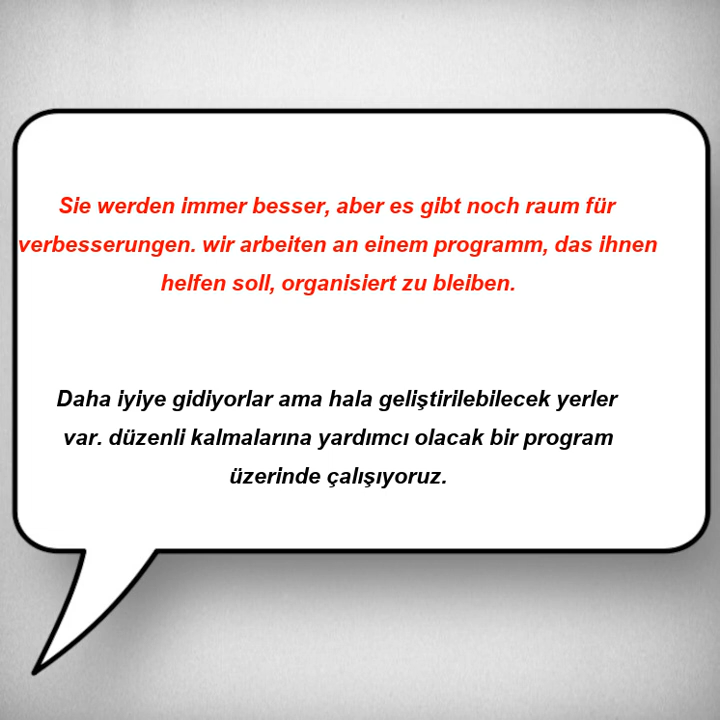 Sie werden immer besser, aber es gibt noch raum für
verbesserungen. wir arbeiten an einem programm, das ihnen
helfen soll, organisiert zu bleiben.
Daha iyiye gidiyorlar ama hala geliştirilebilecek yerler
var. düzenli kalmalarına yardımcı olacak bir program
üzerinde çalışıyoruz.